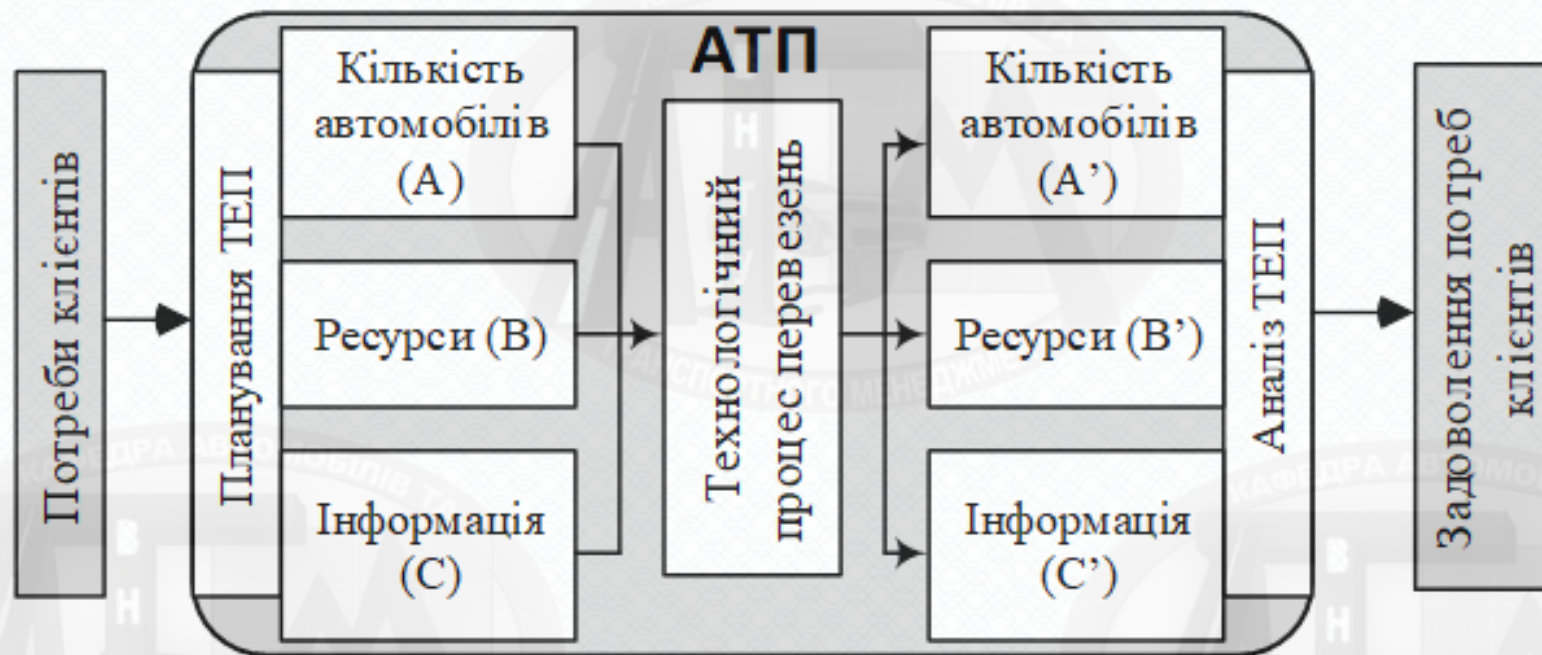 АТП
Потреби клієнтів
Планування ТЕП
Кількість
автомобілів
(А)
Ресурси (В)
Інформація
(С)
Технологічний
процес перевезень
Кількість
автомобілів
(А’)
Ресурси (В’)
Інформація
(С’)
Аналіз ТЕП
Задоволення потреб
клієнтів